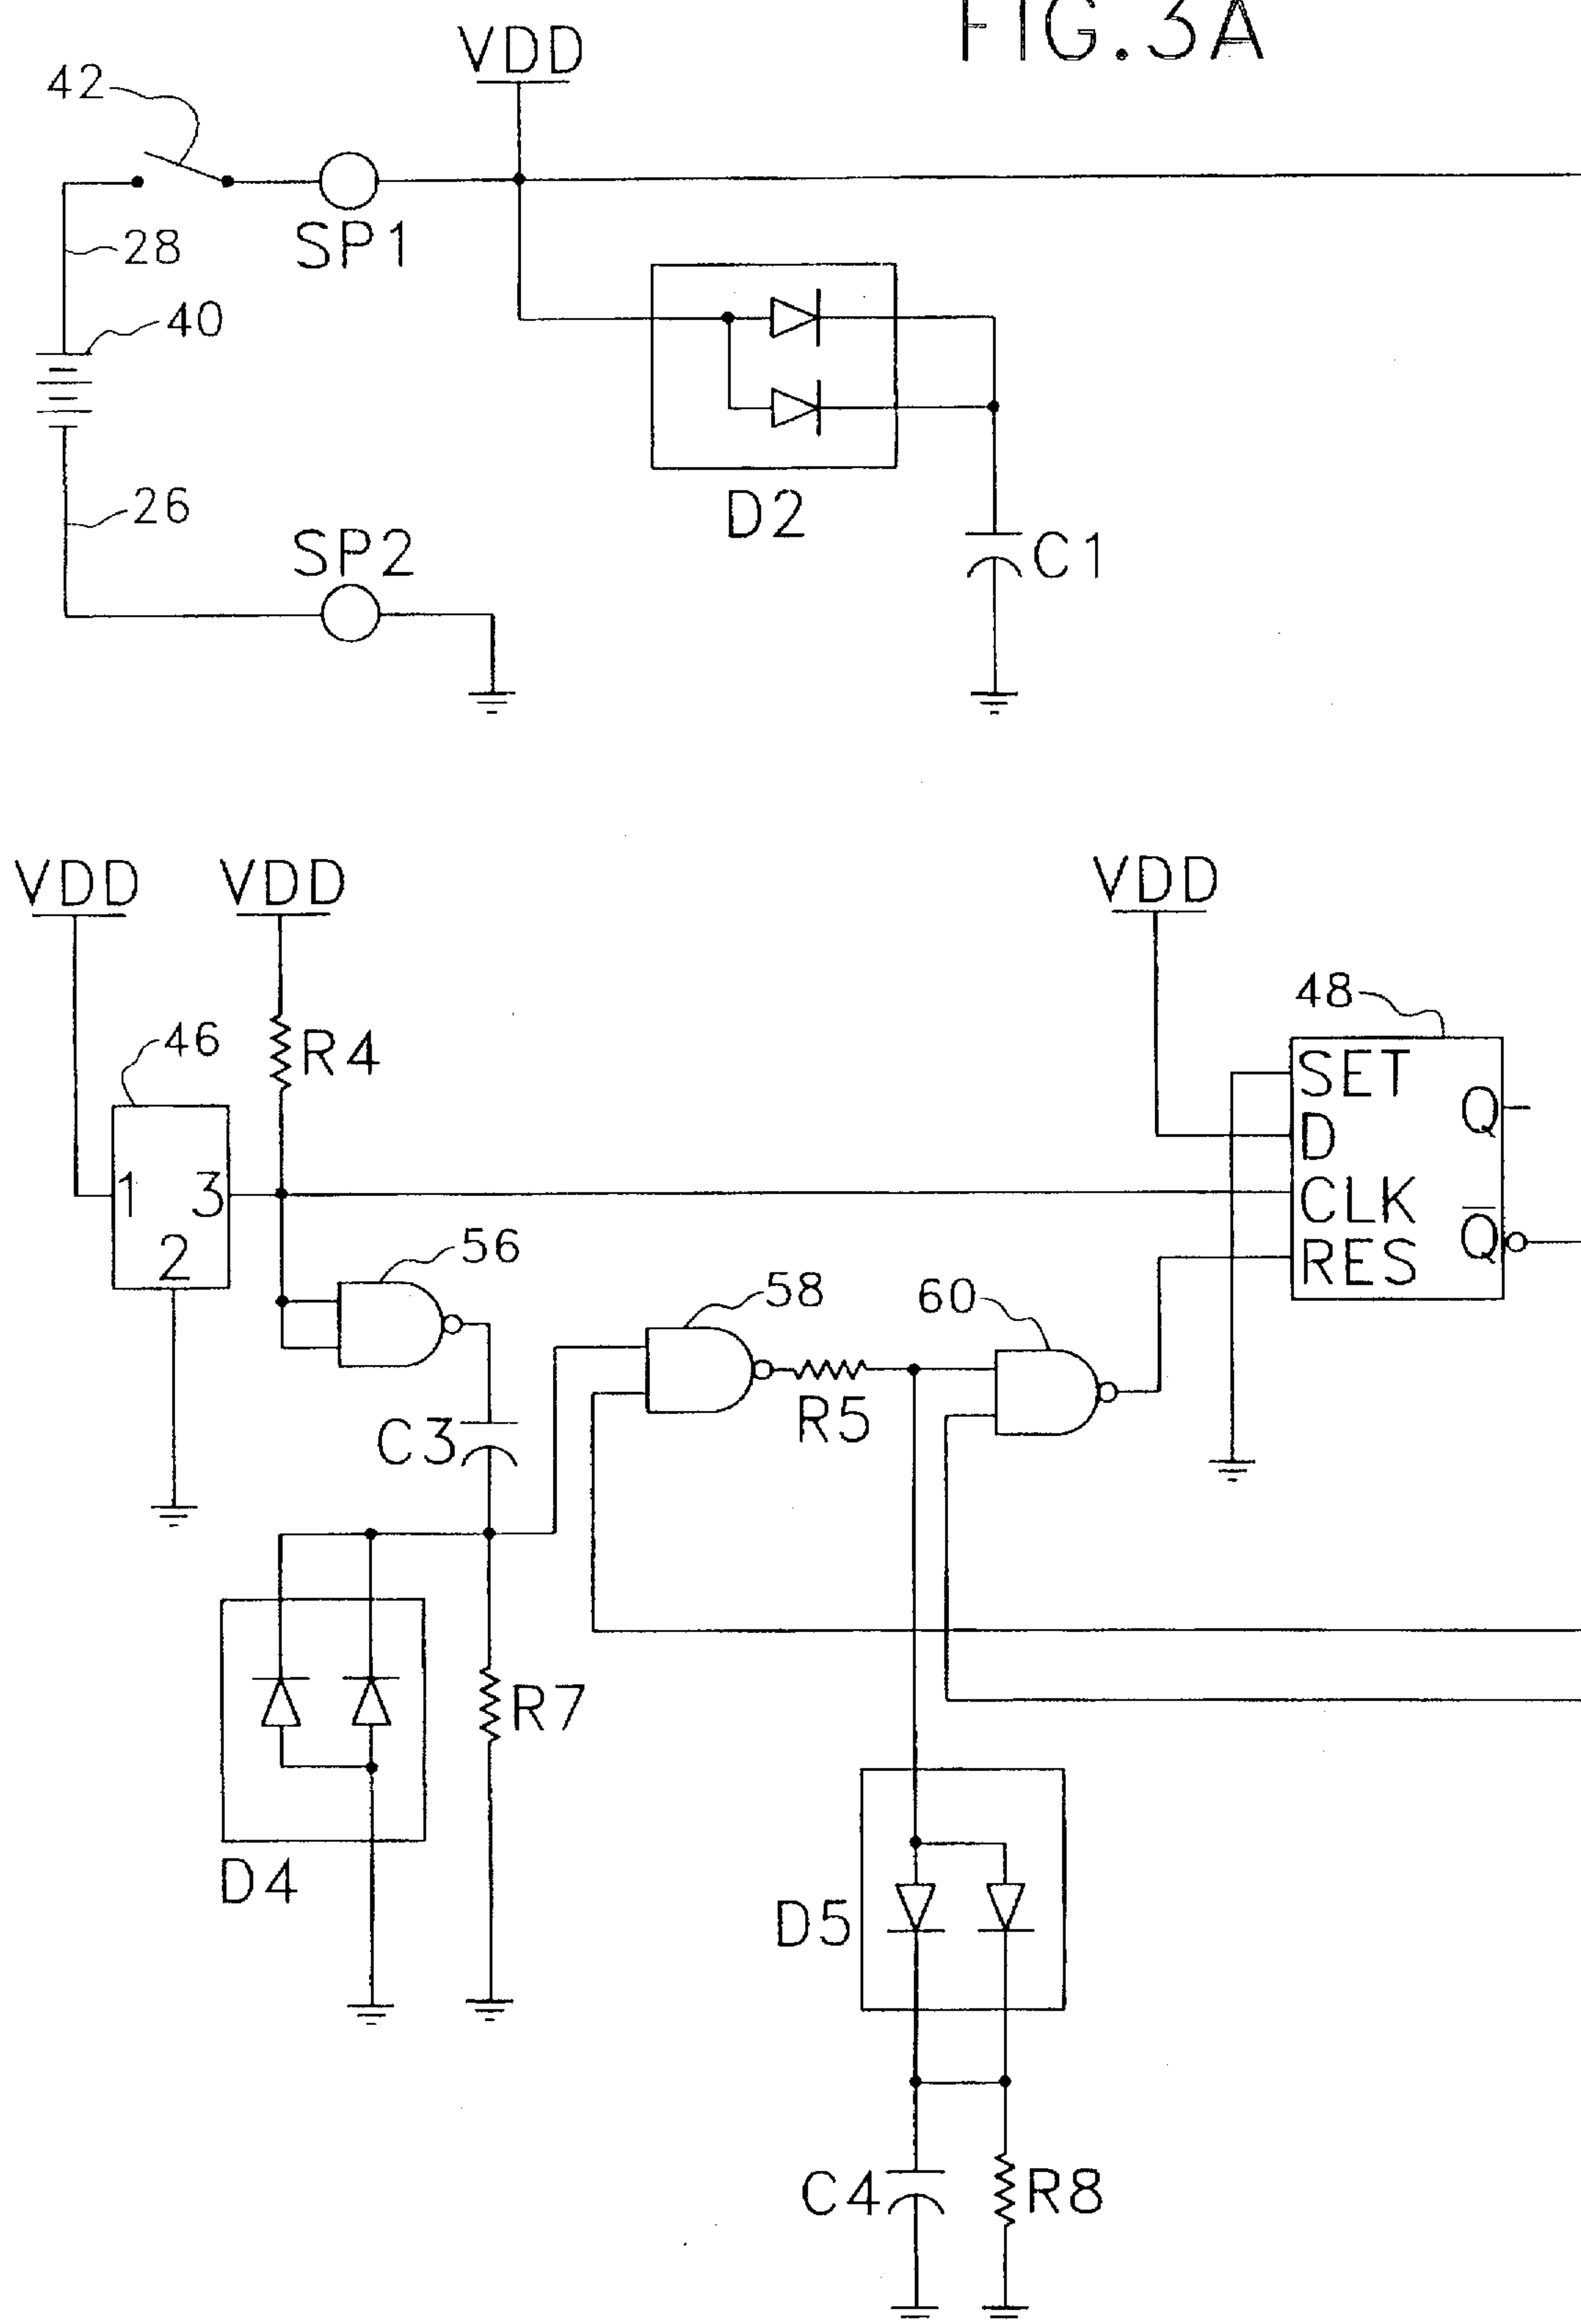 FIG.3A
VDD
42
SP1
28
40
26
D2
SP2
C1
VDD
VDD
VDD
48
46
R4
SET
Q
D
1
3
CLK
2
Q̅
RES
56
58
60
C3
R5
R7
D4
D5
C4
R8